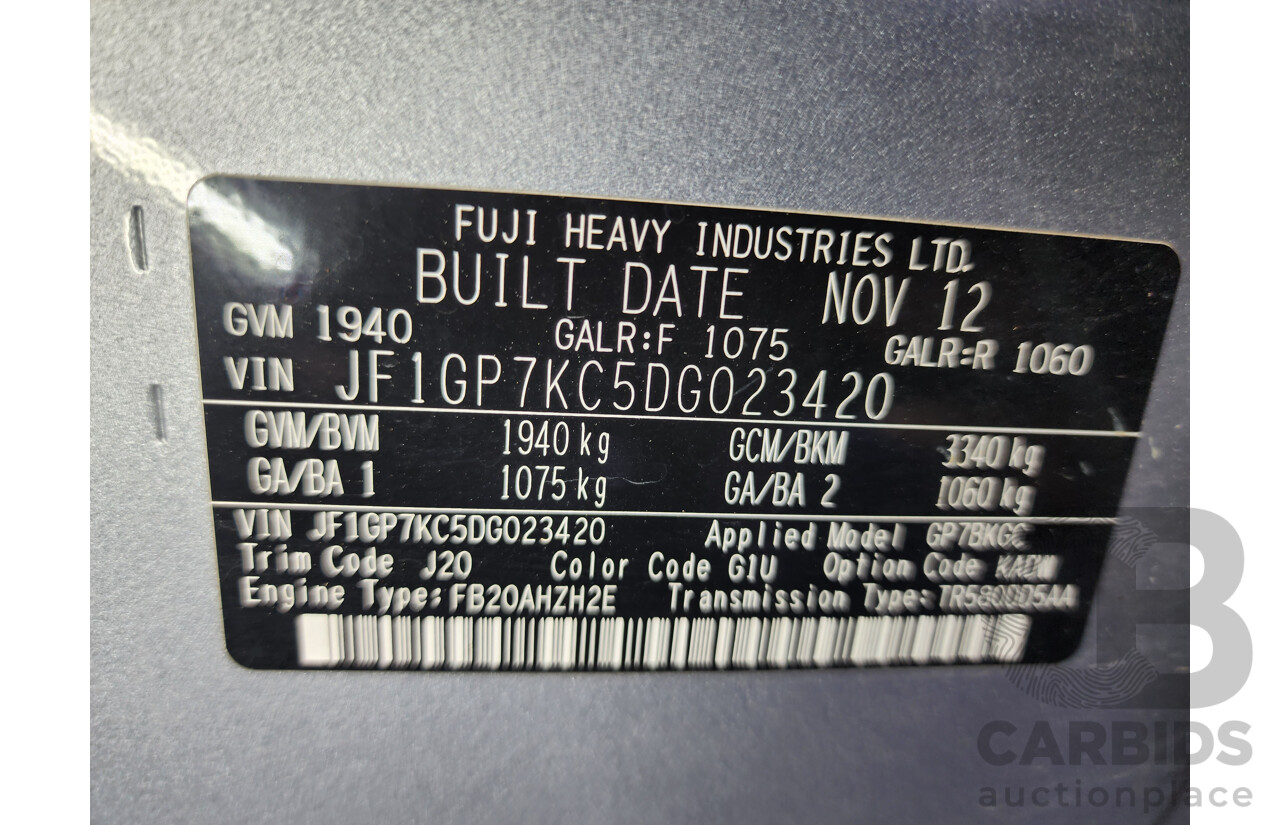 FUJI HEAVY INDUSTRIES LTD.
BUILT DATE NOV 12
GVM 1940 GALR:F 1075 GALR:R 1060
VIN JF1GP7KC5DG023420
GVM/BVM 1940 kg GCM/BKM 3340 kg
GA/BA 1 1075 kg GA/BA 2 1060 kg
VIN JF1GP7KC5DG023420 Applied Model GP7BKGC
Trim Code J20 Color Code G1U Option Code
Engine Type: FB20AHZH2E Transmission Type:
B
CARBIDS
auctionplace